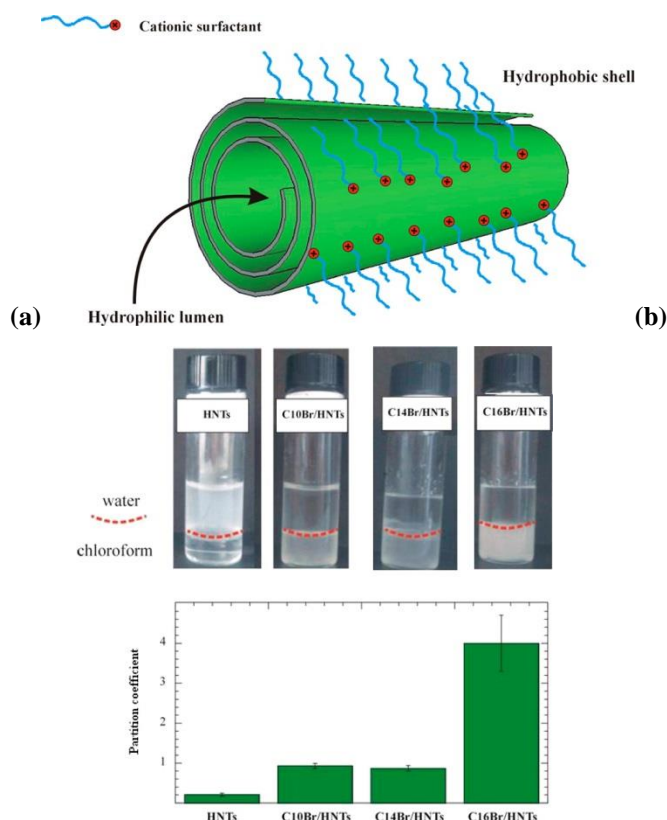 Cationic surfactant
Hydrophobic shell
(a)
Hydrophilic lumen
(b)
HNTs
C10Br/HNTs
C14Br/HNTs
C16Br/HNTs
water
chloroform
Partition coefficient
4
3
2
1
HNTs
C10Br/HNTs
C14Br/HNTs
C16Br/HNTs